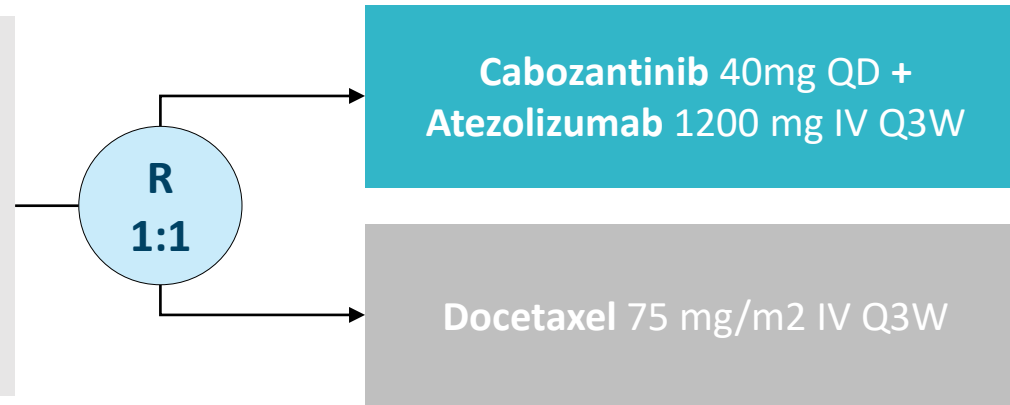 R
1:1
Cabozantinib 40mg QD +
Atezolizumab 1200 mg IV Q3W
Docetaxel 75 mg/m2 IV Q3W